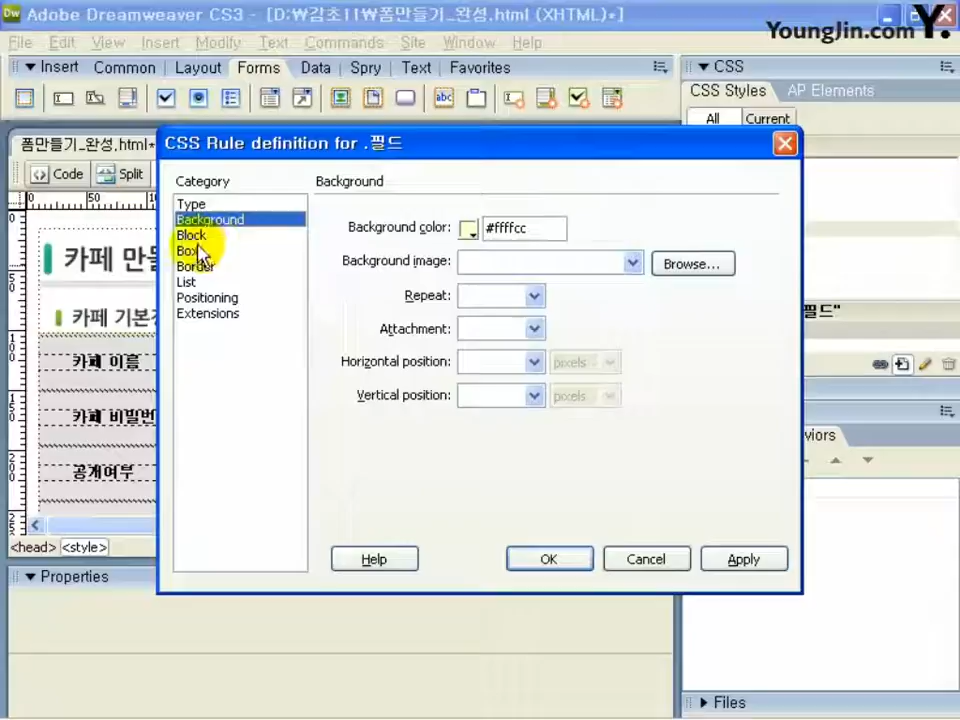 Adobe Dreamweaver CS3 - [D:\감초11\폼만들기_완성.html (XHTML)*]
YoungJin.com Y.
File Edit View Insert Modify Text Commands Site Window Help
Insert Common Layout Forms Data Spry Text Favorites
CSS
CSS Styles AP Elements
All Current
폼만들기_완성.html*
Code Split
CSS Rule definition for .필드
Category
Type
Background
Block
Box
Border
List
Positioning
Extensions
Background
Background color: #ffffcc
Background image: Browse...
Repeat:
Attachment:
Horizontal position: pixels
Vertical position: pixels
Help OK Cancel Apply
0 50
카페 만들
카페 기본정
카페 이름
카페 비밀번
공개여부
<head> <style>
Properties
필드"
viors
Files